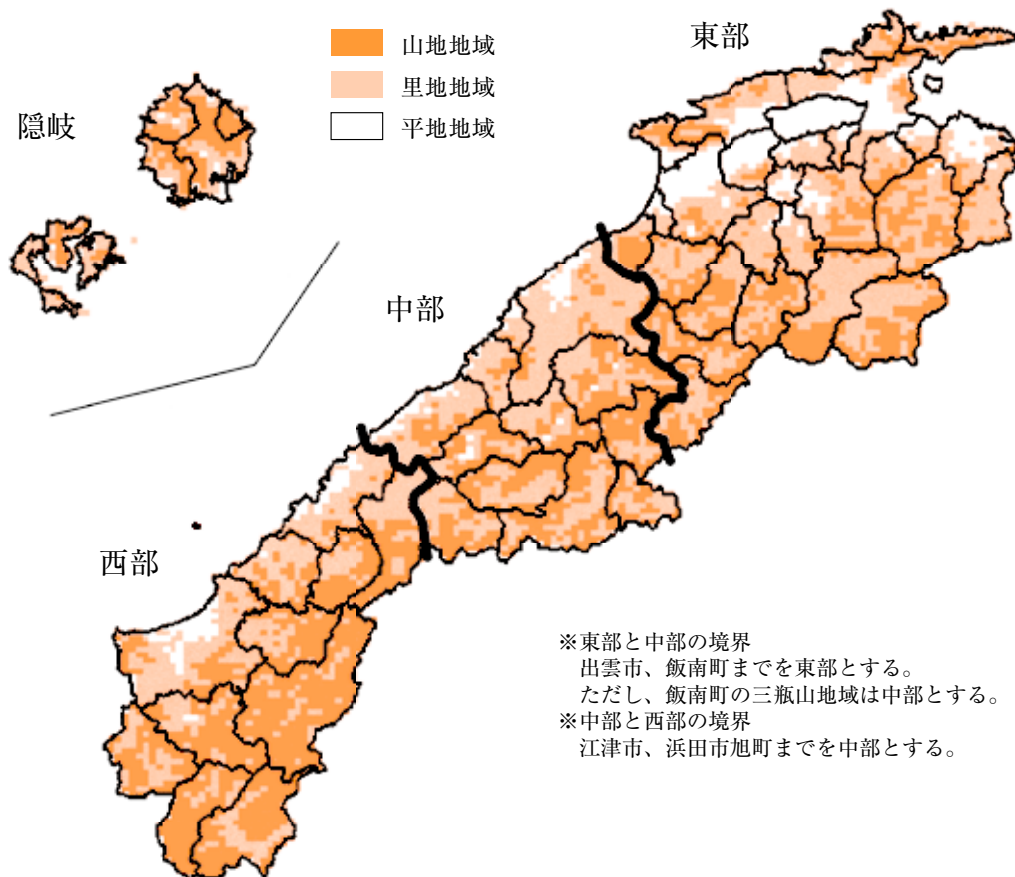 東部
山地地域
里地地域
平地地域
隠岐
中部
西部
※東部と中部の境界
出雲市、飯南町までを東部とする。
ただし、飯南町の三瓶山地域は中部とする。
※中部と西部の境界
江津市、浜田市旭町までを中部とする。